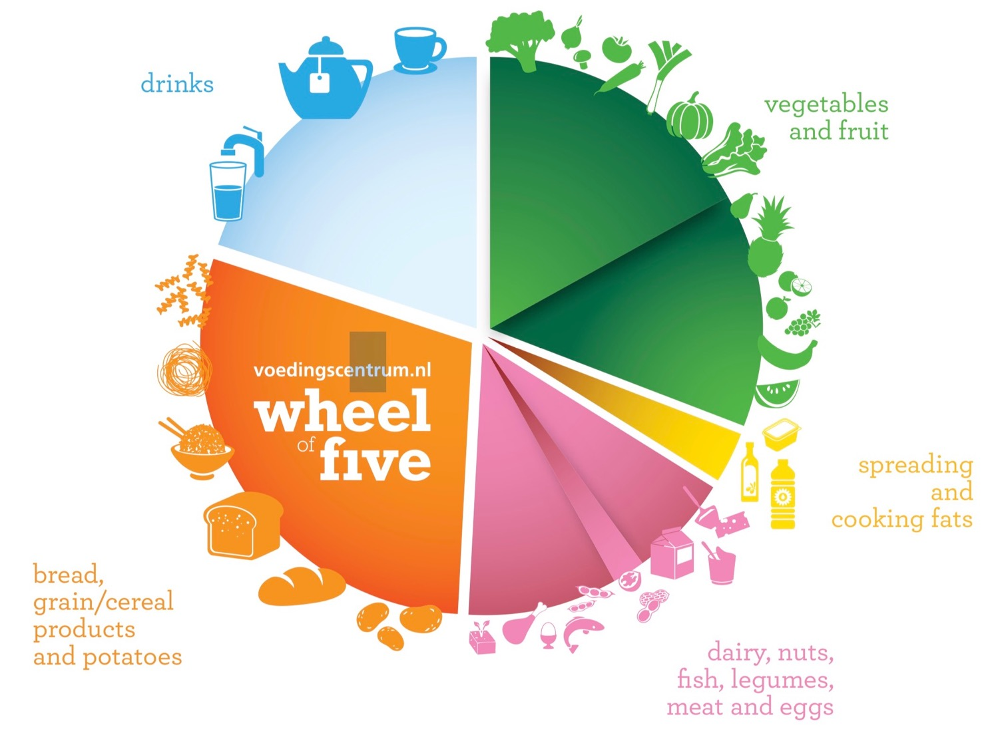 drinks
vegetables
and fruit
voedingscentrum.nl
wheel
of
five
spreading
and
cooking fats
bread,
grain/cereal
products
and potatoes
dairy, nuts,
fish, legumes,
meat and eggs